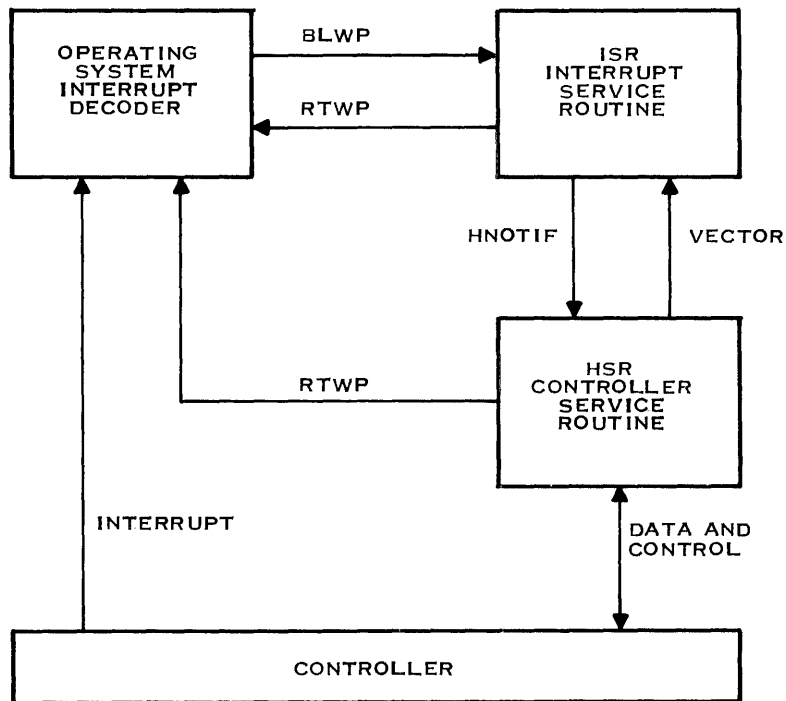 OPERATING
SYSTEM
INTERRUPT
DECODER
BLWP
RTWP
ISR
INTERRUPT
SERVICE
ROUTINE
HNOTIF
VECTOR
RTWP
HSR
CONTROLLER
SERVICE
ROUTINE
INTERRUPT
DATA AND
CONTROL
CONTROLLER